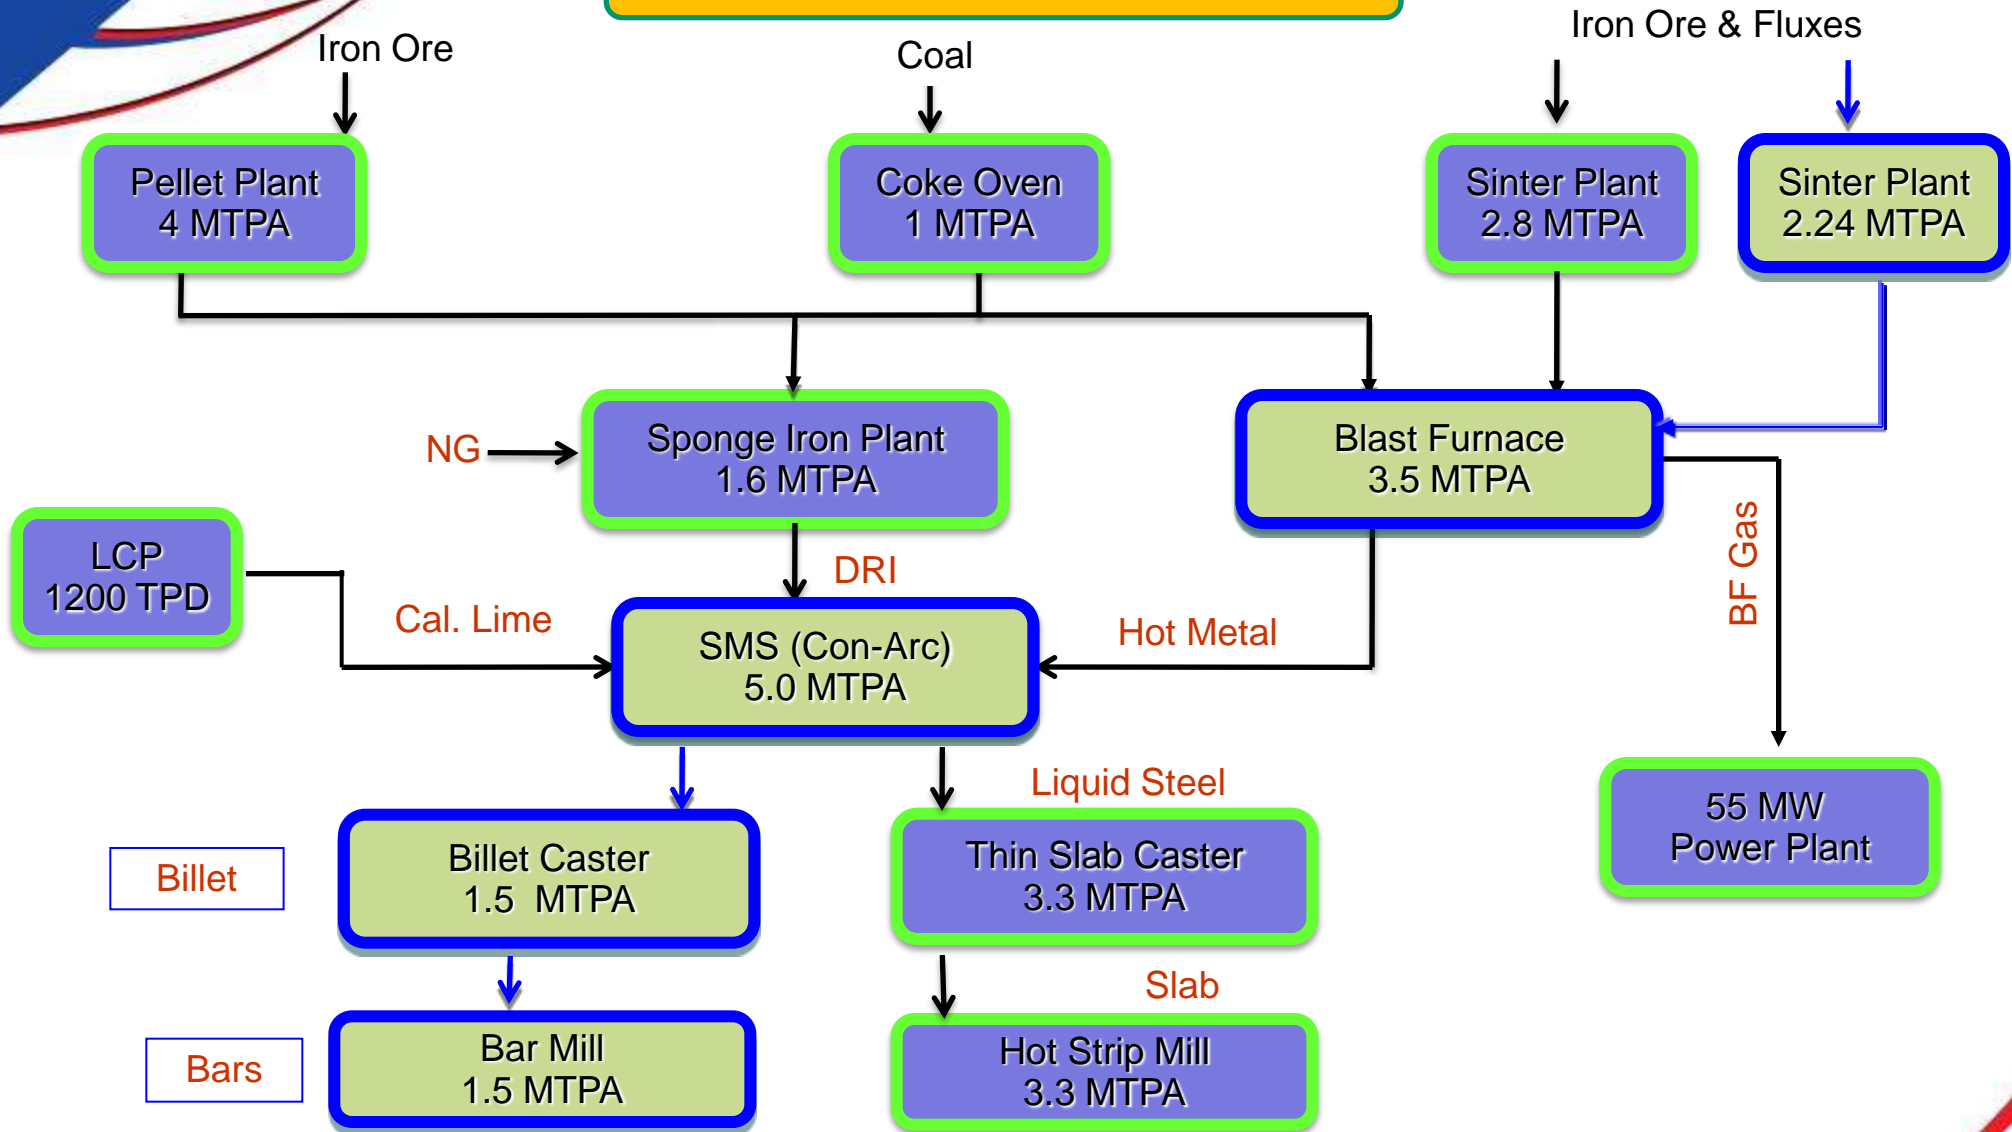 Iron Ore
Coal
Iron Ore & Fluxes
Pellet Plant
4 MTPA
Coke Oven
1 MTPA
Sinter Plant
2.8 MTPA
Sinter Plant
2.24 MTPA
NG
Sponge Iron Plant
1.6 MTPA
Blast Furnace
3.5 MTPA
LCP
1200 TPD
DRI
BF Gas
Cal. Lime
SMS (Con-Arc)
5.0 MTPA
Hot Metal
Liquid Steel
Billet
Billet Caster
1.5 MTPA
Thin Slab Caster
3.3 MTPA
55 MW
Power Plant
Slab
Bars
Bar Mill
1.5 MTPA
Hot Strip Mill
3.3 MTPA